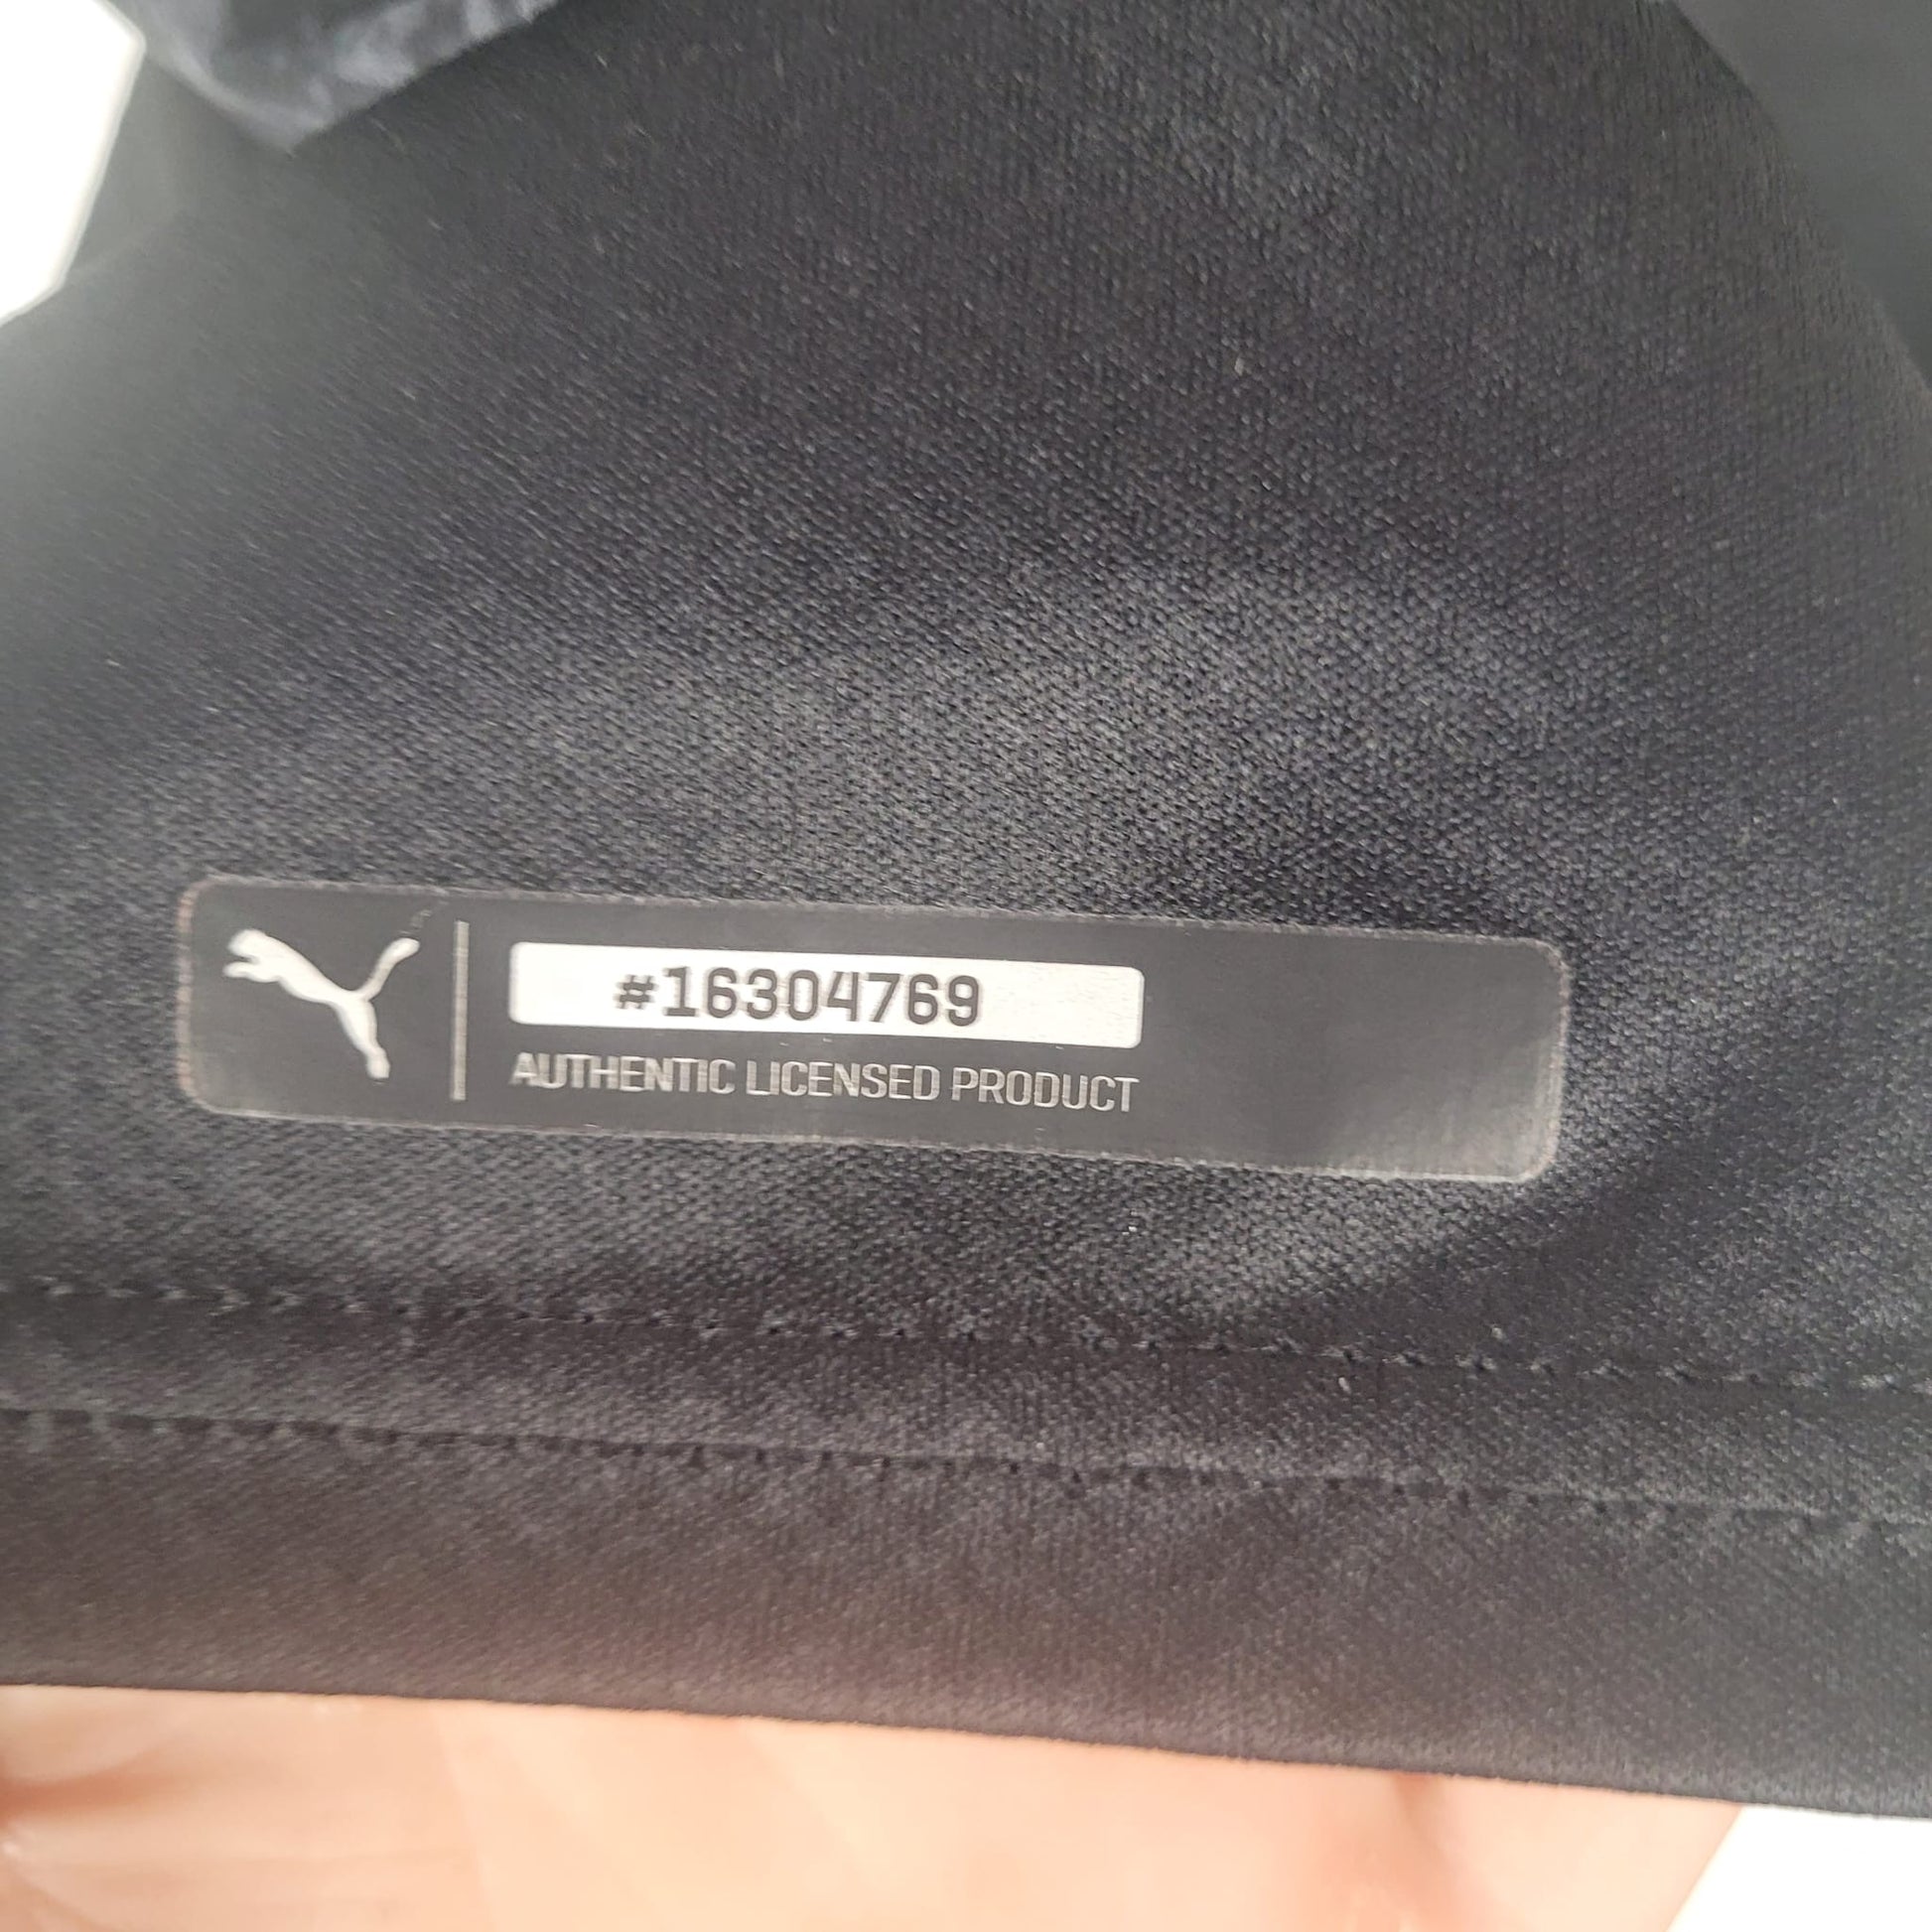 #16304769
AUTHENTIC LICENSED PRODUCT